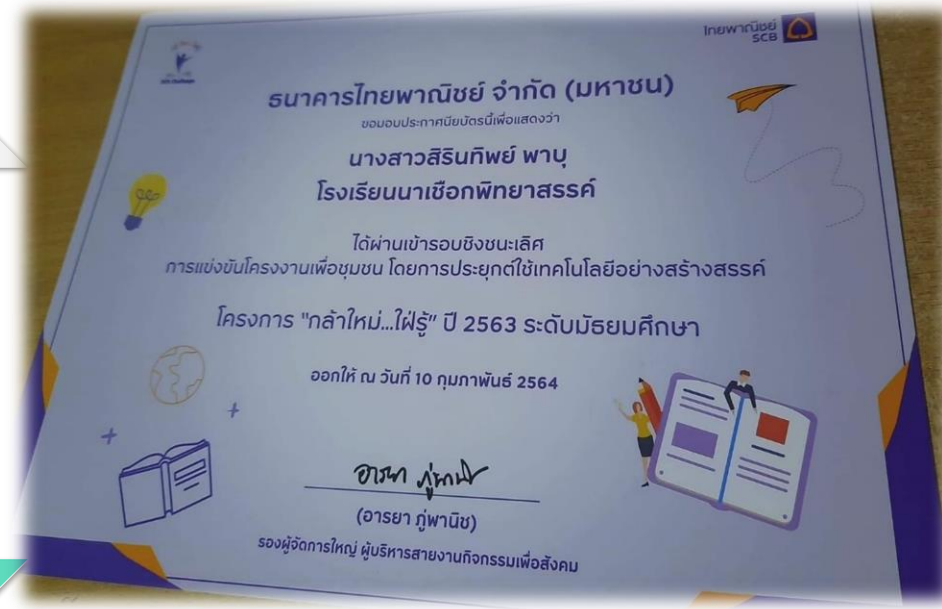 ไทยพาณิชย์
SCB
ธนาคารไทยพาณิชย์ จำกัด (มหาชน)
ขอมอบประกาศนียบัตรนี้เพื่อแสดงว่า
นางสาวสิรินทิพย์ พาบุ
โรงเรียนนาเชือกพิทยาสรรค์
ได้ผ่านเข้ารอบชิงชนะเลิศ
การแข่งขันโครงงานเพื่อชุมชน โดยการประยุกต์ใช้เทคโนโลยีอย่างสร้างสรรค์
โครงการ "กล้าใหม่...ใฝ่รู้" ปี 2563 ระดับมัธยมศึกษา
ออกให้ ณ วันที่ 10 กุมภาพันธ์ 2564
อารยา ภู่พานิช
(อารยา ภู่พานิช)
รองผู้จัดการใหญ่ ผู้บริหารสายงานกิจกรรมเพื่อสังคม